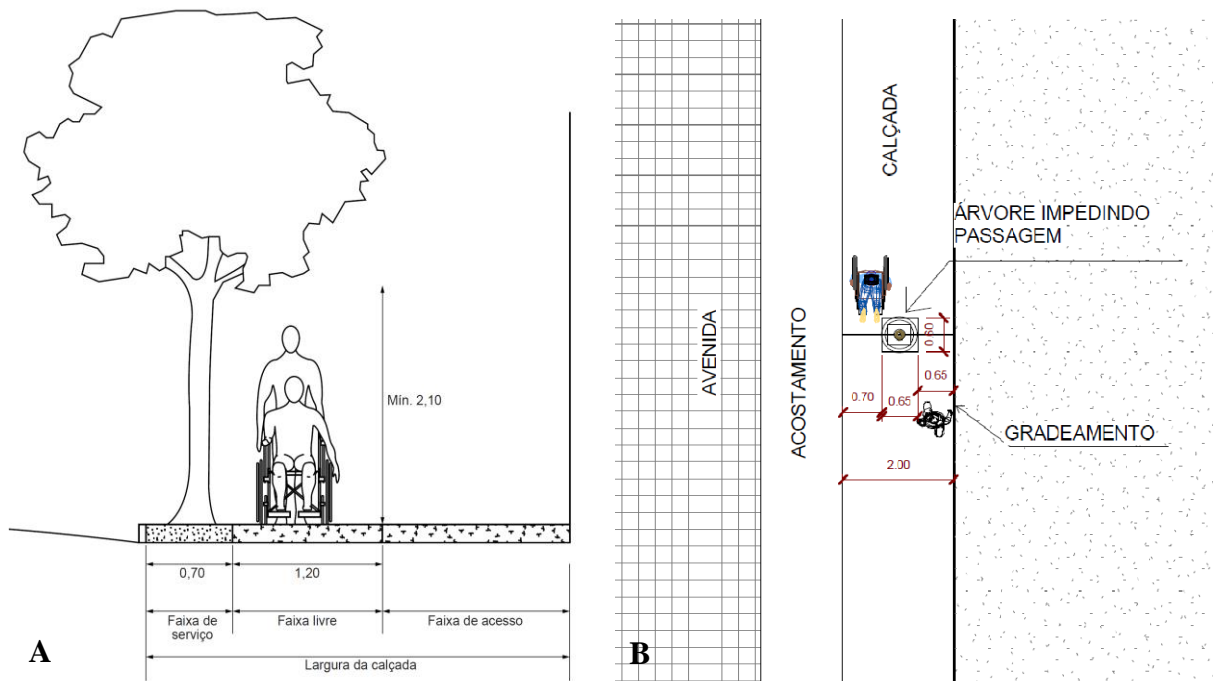 Mín. 2,10
0,70
1,20
Faixa de
serviço
Faixa livre
Faixa de acesso
Largura da calçada
A
AVENIDA
ACOSTAMENTO
CALÇADA
ÁRVORE IMPEDINDO
PASSAGEM
0.60
0.65
0.70
0.65
GRADEAMENTO
2.00
B